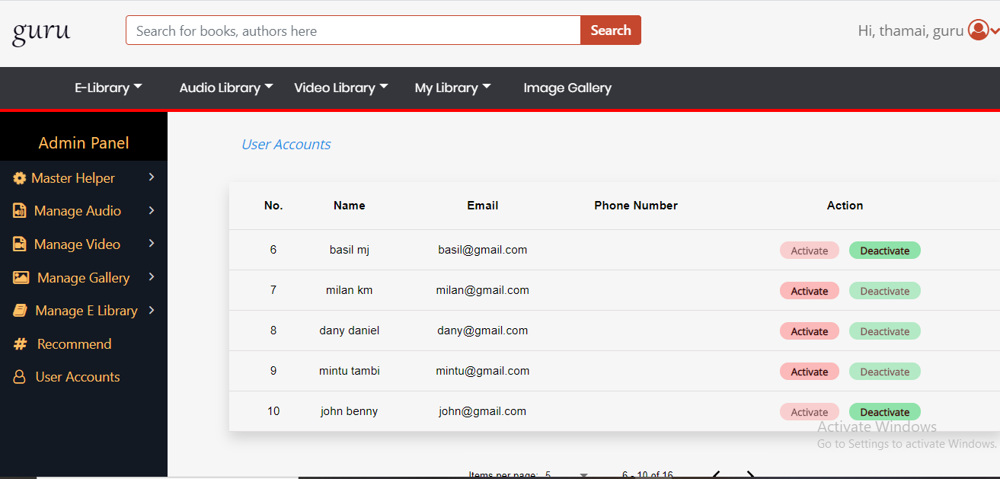 guru
Search for books, authors here
Search
Hi, thamai, guru
E-Library Audio Library Video Library My Library Image Gallery
Admin Panel
Master Helper
Manage Audio
Manage Video
Manage Gallery
Manage E Library
# Recommend
User Accounts
User Accounts
No. Name Email Phone Number Action
6 basil mj basil@gmail.com Activate Deactivate
7 milan km milan@gmail.com Activate Deactivate
8 dany daniel dany@gmail.com Activate Deactivate
9 mintu tambi mintu@gmail.com Activate Deactivate
10 john benny john@gmail.com Activate Deactivate
Activate Windows
Go to Settings to activate Windows.
Items per page: 5 6 - 10 of 16